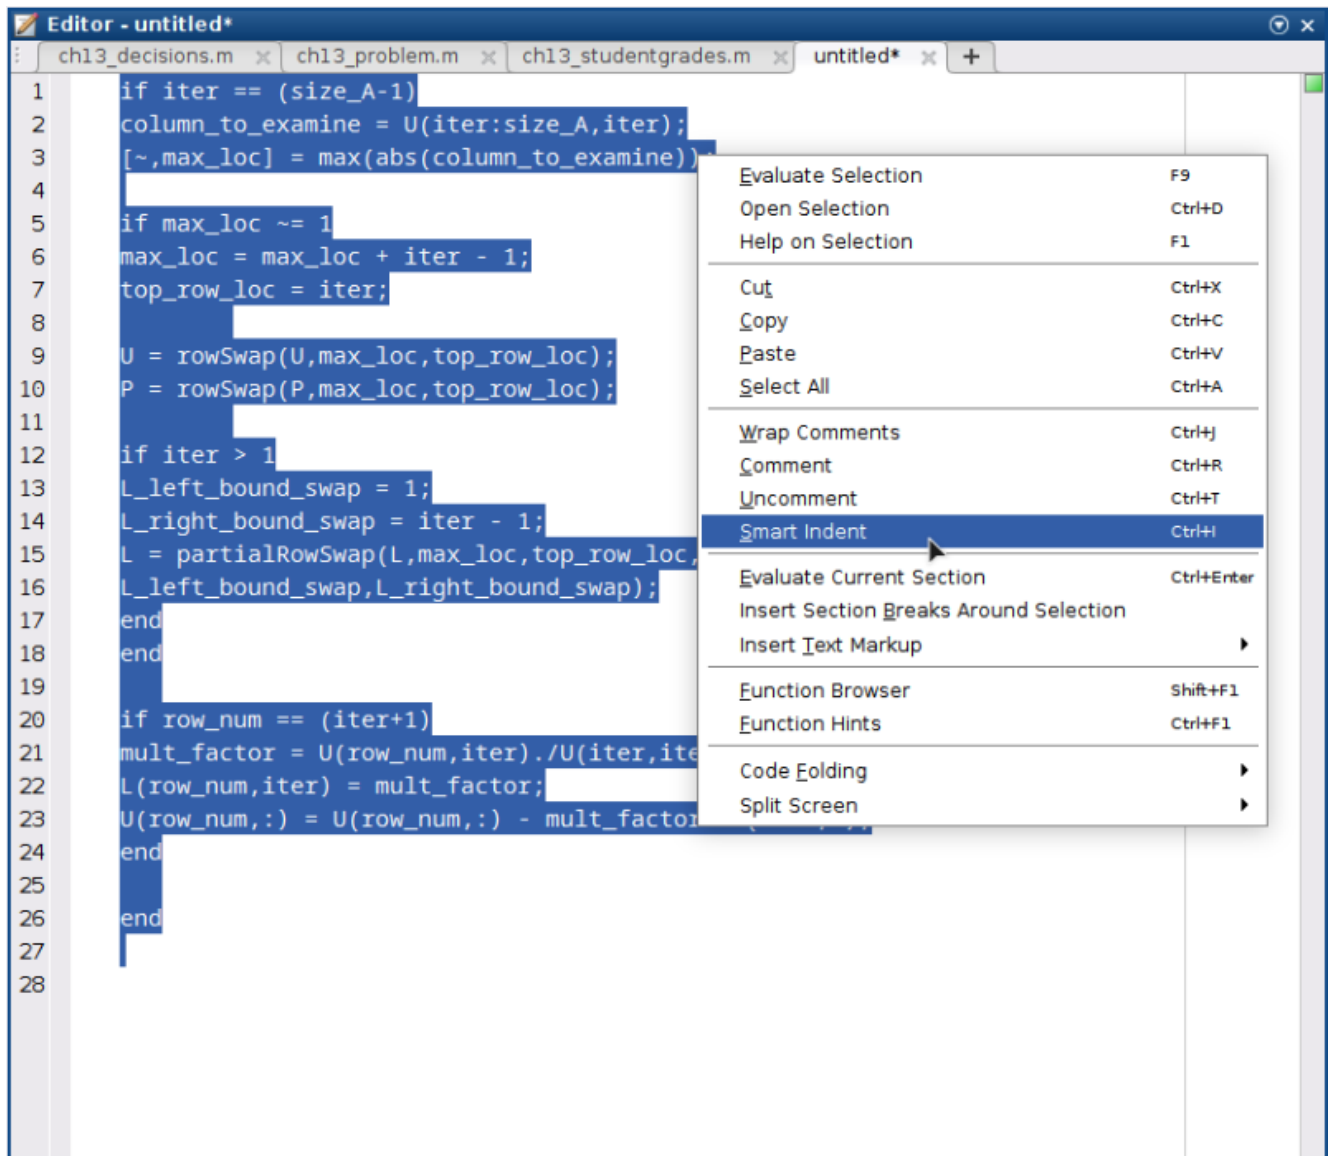 Editor - untitled*
ch13_decisions.m ch13_problem.m ch13_studentgrades.m untitled* +
1 if iter == (size_A-1)
2 column_to_examine = U(iter:size_A,iter);
3 [~,max_loc] = max(abs(column_to_examine));
4
5 if max_loc ~= 1
6 max_loc = max_loc + iter - 1;
7 top_row_loc = iter;
8
9 U = rowSwap(U,max_loc,top_row_loc);
10 P = rowSwap(P,max_loc,top_row_loc);
11
12 if iter > 1
13 L_left_bound_swap = 1;
14 L_right_bound_swap = iter - 1;
15 L = partialRowSwap(L,max_loc,top_row_loc,
16 L_left_bound_swap,L_right_bound_swap);
17 end
18 end
19
20 if row_num == (iter+1)
21 mult_factor = U(row_num,iter)./U(iter,ite
22 L(row_num,iter) = mult_factor;
23 U(row_num,:) = U(row_num,:) - mult_factor
24 end
25
26 end
27
28
Evaluate Selection F9
Open Selection Ctrl+D
Help on Selection F1
Cut Ctrl+X
Copy Ctrl+C
Paste Ctrl+V
Select All Ctrl+A
Wrap Comments Ctrl+J
Comment Ctrl+R
Uncomment Ctrl+T
Smart Indent Ctrl+I
Evaluate Current Section Ctrl+Enter
Insert Section Breaks Around Selection
Insert Text Markup
Function Browser Shift+F1
Function Hints Ctrl+F1
Code Folding
Split Screen